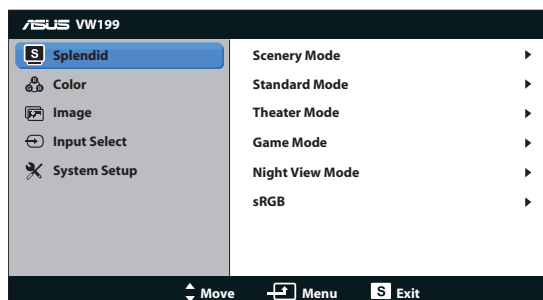 ASUS VW199
S Splendid
Color
Image
Input Select
System Setup
Scenery Mode
Standard Mode
Theater Mode
Game Mode
Night View Mode
sRGB
Move Menu S Exit